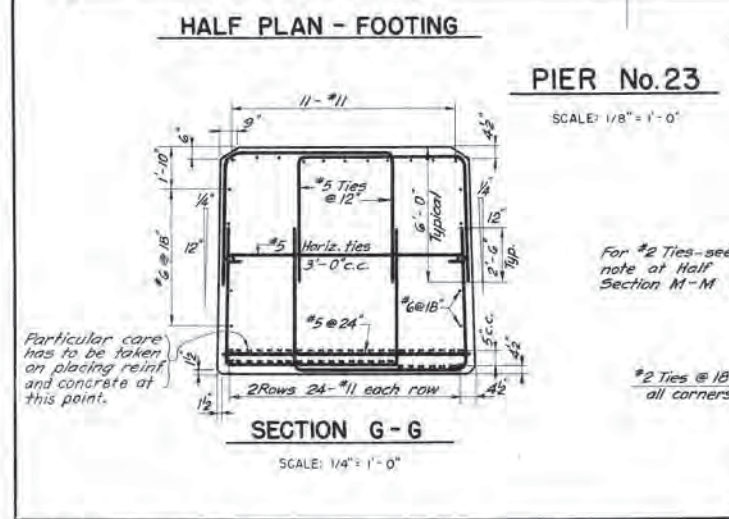 HALF PLAN - FOOTING
PIER No.23
SCALE: 1/8" = 1'-0"
11-#11
9"
6"
4½"
1'-10"
1/4"
12"
#6 @ 18"
#5 Ties
@ 12"
6'-0"
Typical
1/4"
12"
2'-6"
Typ.
#5 Horiz. ties
3'-0" c.c.
For #2 Ties-see
note at Half
Section M-M
#6@18"
#5 @ 24"
5" c.c.
Particular care
has to be taken
on placing reinf.
and concrete at
this point.
1½"
4½"
2 Rows 24-#11 each row
1½"
4½"
#2 Ties @ 18
all corners
SECTION G-G
SCALE: 1/4" = 1'-0"